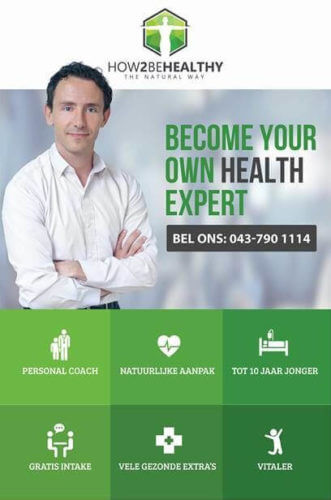 HOW2BEHEALTHY
THE NATURAL WAY
BECOME YOUR
OWN HEALTH
EXPERT
BEL ONS: 043-790 1114
PERSONAL COACH
NATUURLIJKE AANPAK
TOT 10 JAAR JONGER
GRATIS INTAKE
VELE GEZONDE EXTRA'S
VITALER